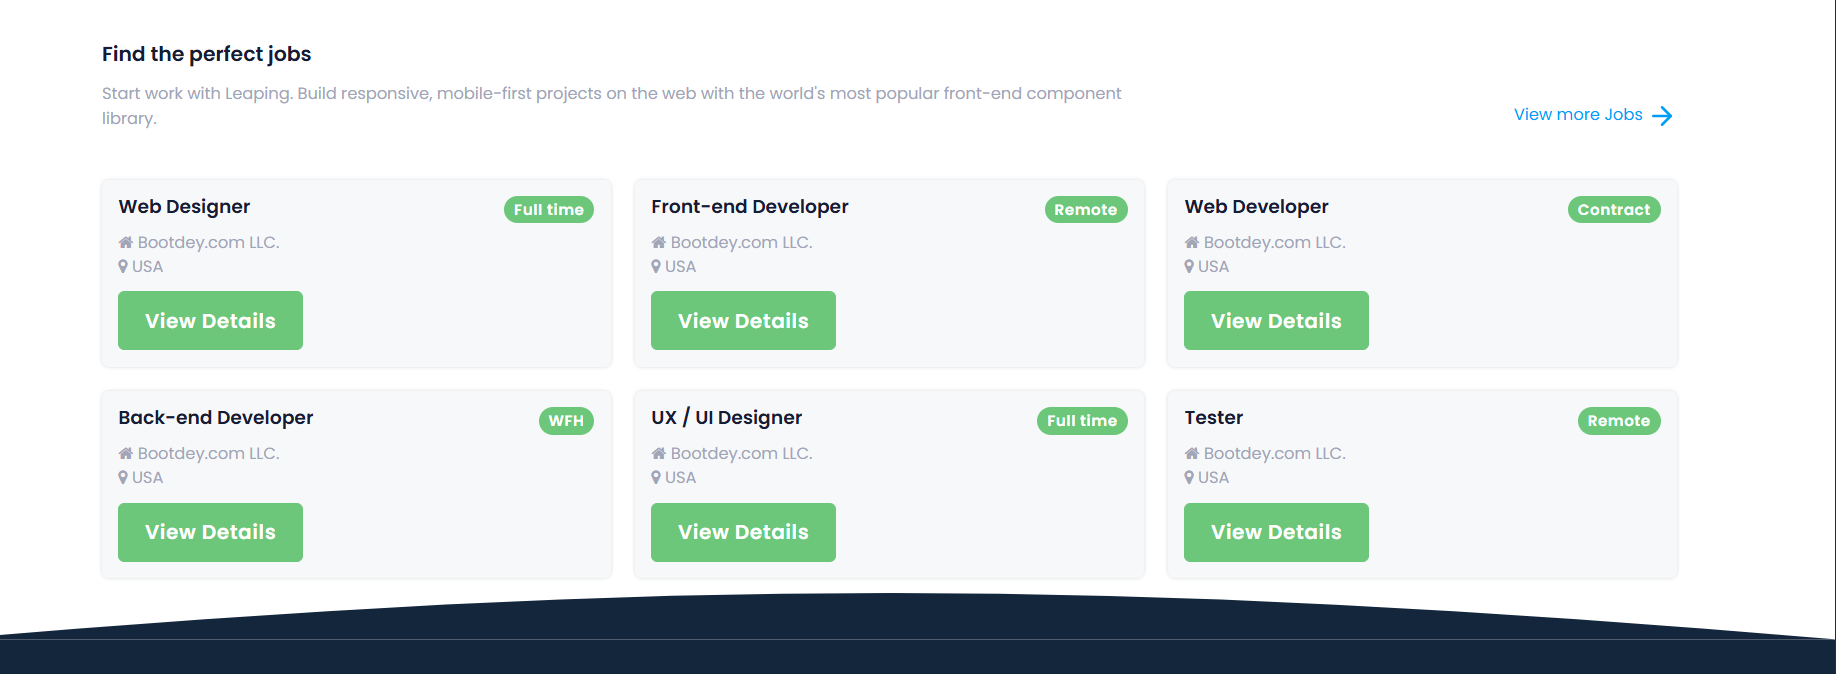 Find the perfect jobs
Start work with Leaping. Build responsive, mobile-first projects on the web with the world's most popular front-end component
library.
View more Jobs
Web Designer
Full time
Bootdey.com LLC.
USA
View Details
Front-end Developer
Remote
Bootdey.com LLC.
USA
View Details
Web Developer
Contract
Bootdey.com LLC.
USA
View Details
Back-end Developer
WFH
Bootdey.com LLC.
USA
View Details
UX / UI Designer
Full time
Bootdey.com LLC.
USA
View Details
Tester
Remote
Bootdey.com LLC.
USA
View Details